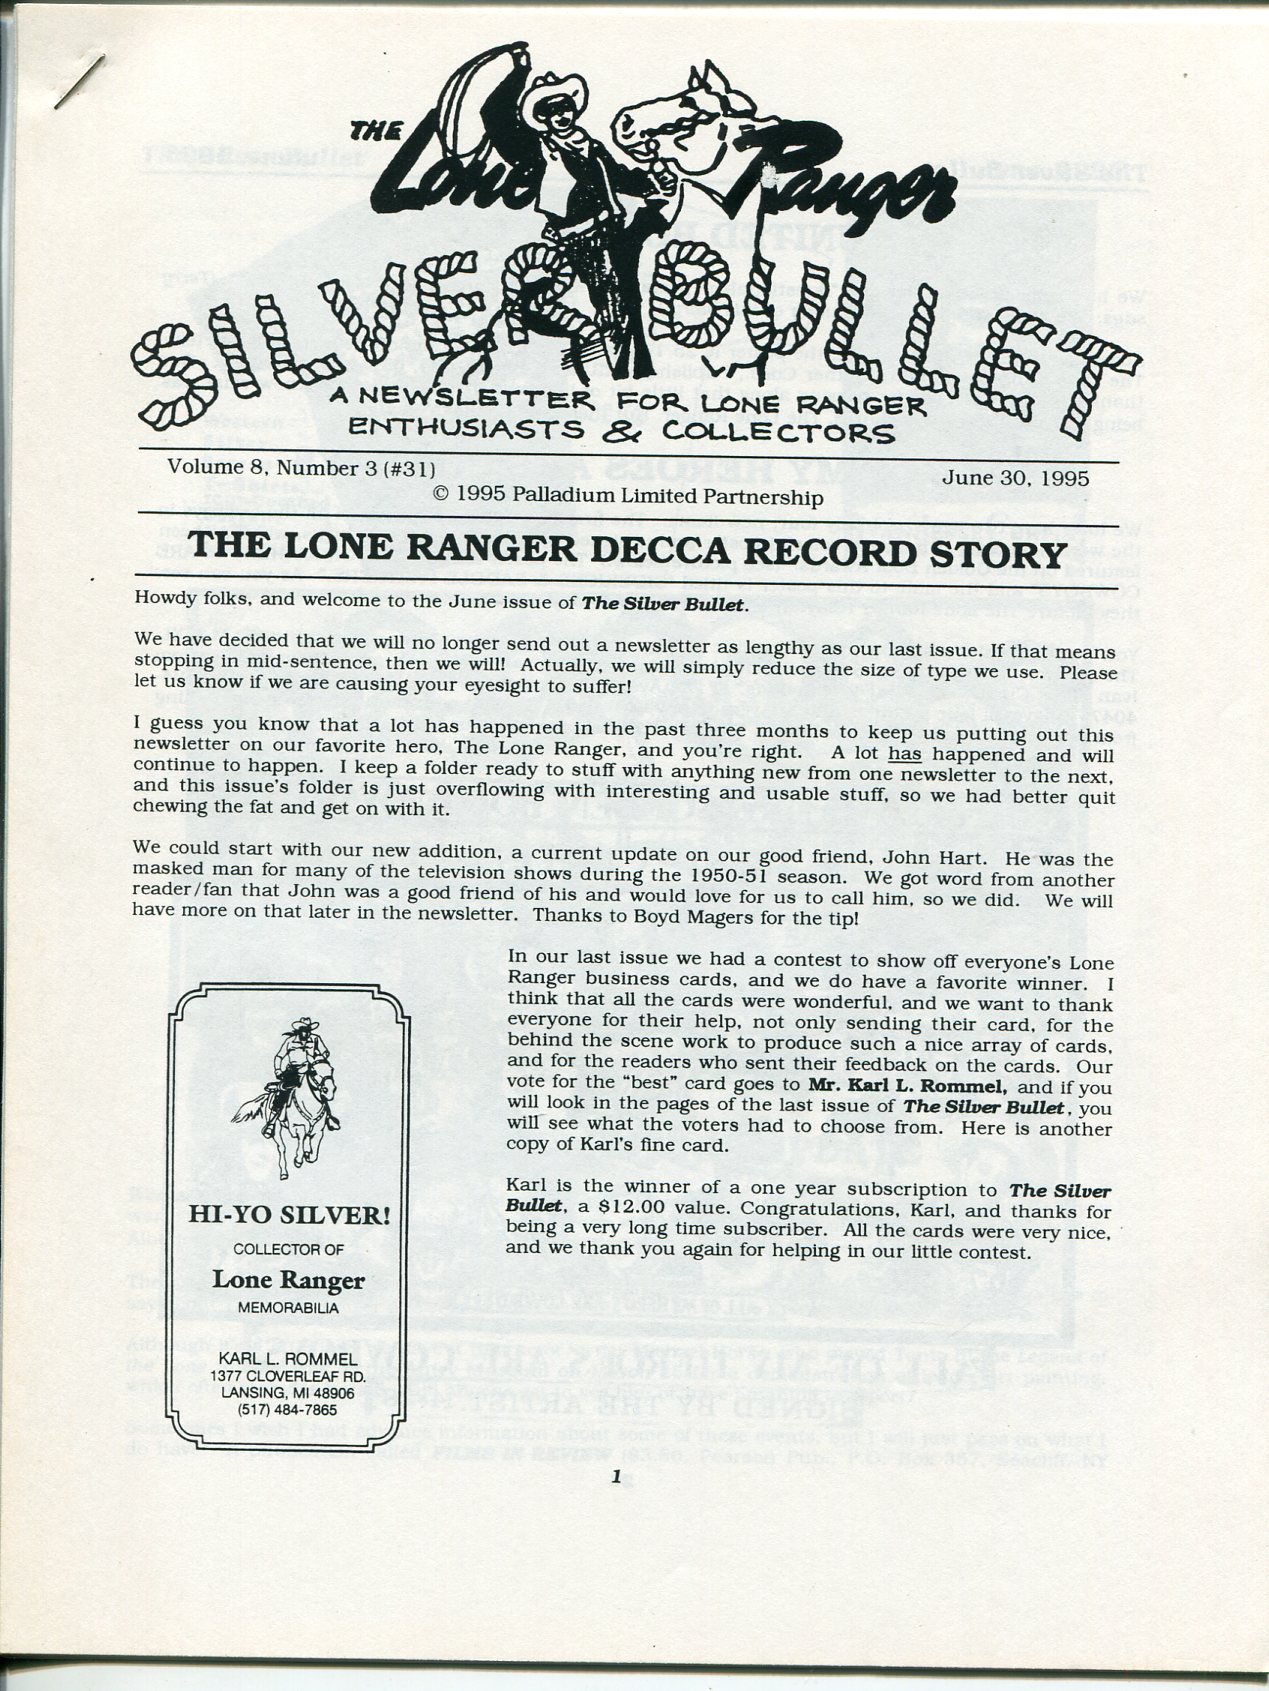 THE Lone Ranger
SILVER BULLET
A NEWSLETTER FOR LONE RANGER
ENTHUSIASTS & COLLECTORS
Volume 8, Number 3 (#31)
June 30, 1995
© 1995 Palladium Limited Partnership
THE LONE RANGER DECCA RECORD STORY
Howdy folks, and welcome to the June issue of The Silver Bullet.
We have decided that we will no longer send out a newsletter as lengthy as our last issue. If that means
stopping in mid-sentence, then we will! Actually, we will simply reduce the size of type we use. Please
let us know if we are causing your eyesight to suffer!
I guess you know that a lot has happened in the past three months to keep us putting out this
newsletter on our favorite hero, The Lone Ranger, and you're right. A lot has happened and will
continue to happen. I keep a folder ready to stuff with anything new from one newsletter to the next,
and this issue's folder is just overflowing with interesting and usable stuff, so we had better quit
chewing the fat and get on with it.
We could start with our new addition, a current update on our good friend, John Hart. He was the
masked man for many of the television shows during the 1950-51 season. We got word from another
reader/fan that John was a good friend of his and would love for us to call him, so we did. We will
have more on that later in the newsletter. Thanks to Boyd Magers for the tip!
In our last issue we had a contest to show off everyone's Lone
Ranger business cards, and we do have a favorite winner. I
think that all the cards were wonderful, and we want to thank
everyone for their help, not only sending their card, for the
behind the scene work to produce such a nice array of cards,
and for the readers who sent their feedback on the cards. Our
vote for the "best" card goes to Mr. Karl L. Rommel, and if you
will look in the pages of the last issue of The Silver Bullet, you
will see what the voters had to choose from. Here is another
copy of Karl's fine card.
Karl is the winner of a one year subscription to The Silver
Bullet, a $12.00 value. Congratulations, Karl, and thanks for
being a very long time subscriber. All the cards were very nice,
and we thank you again for helping in our little contest.
HI-YO SILVER!
COLLECTOR OF
Lone Ranger
MEMORABILIA
KARL L. ROMMEL
1377 CLOVERLEAF RD.
LANSING, MI 48906
(517) 484-7865
1